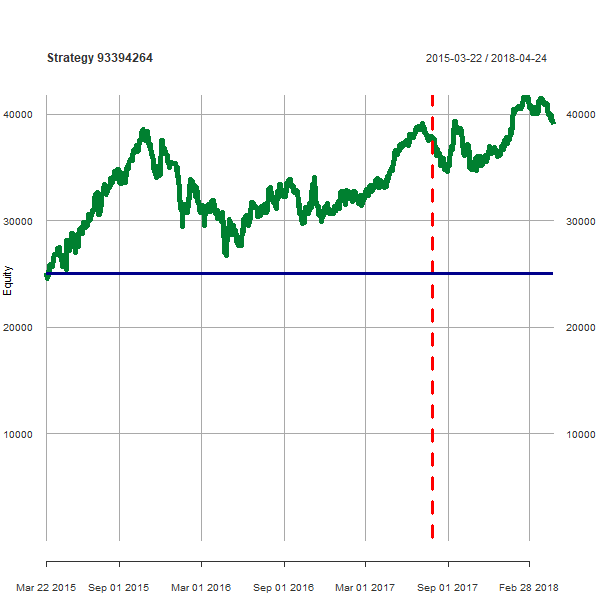 Strategy 93394264
2015-03-22 / 2018-04-24
40000 40000
30000 30000
Equity
20000 20000
10000 10000
Mar 22 2015 Sep 01 2015 Mar 01 2016 Sep 01 2016 Mar 01 2017 Sep 01 2017 Feb 28 2018